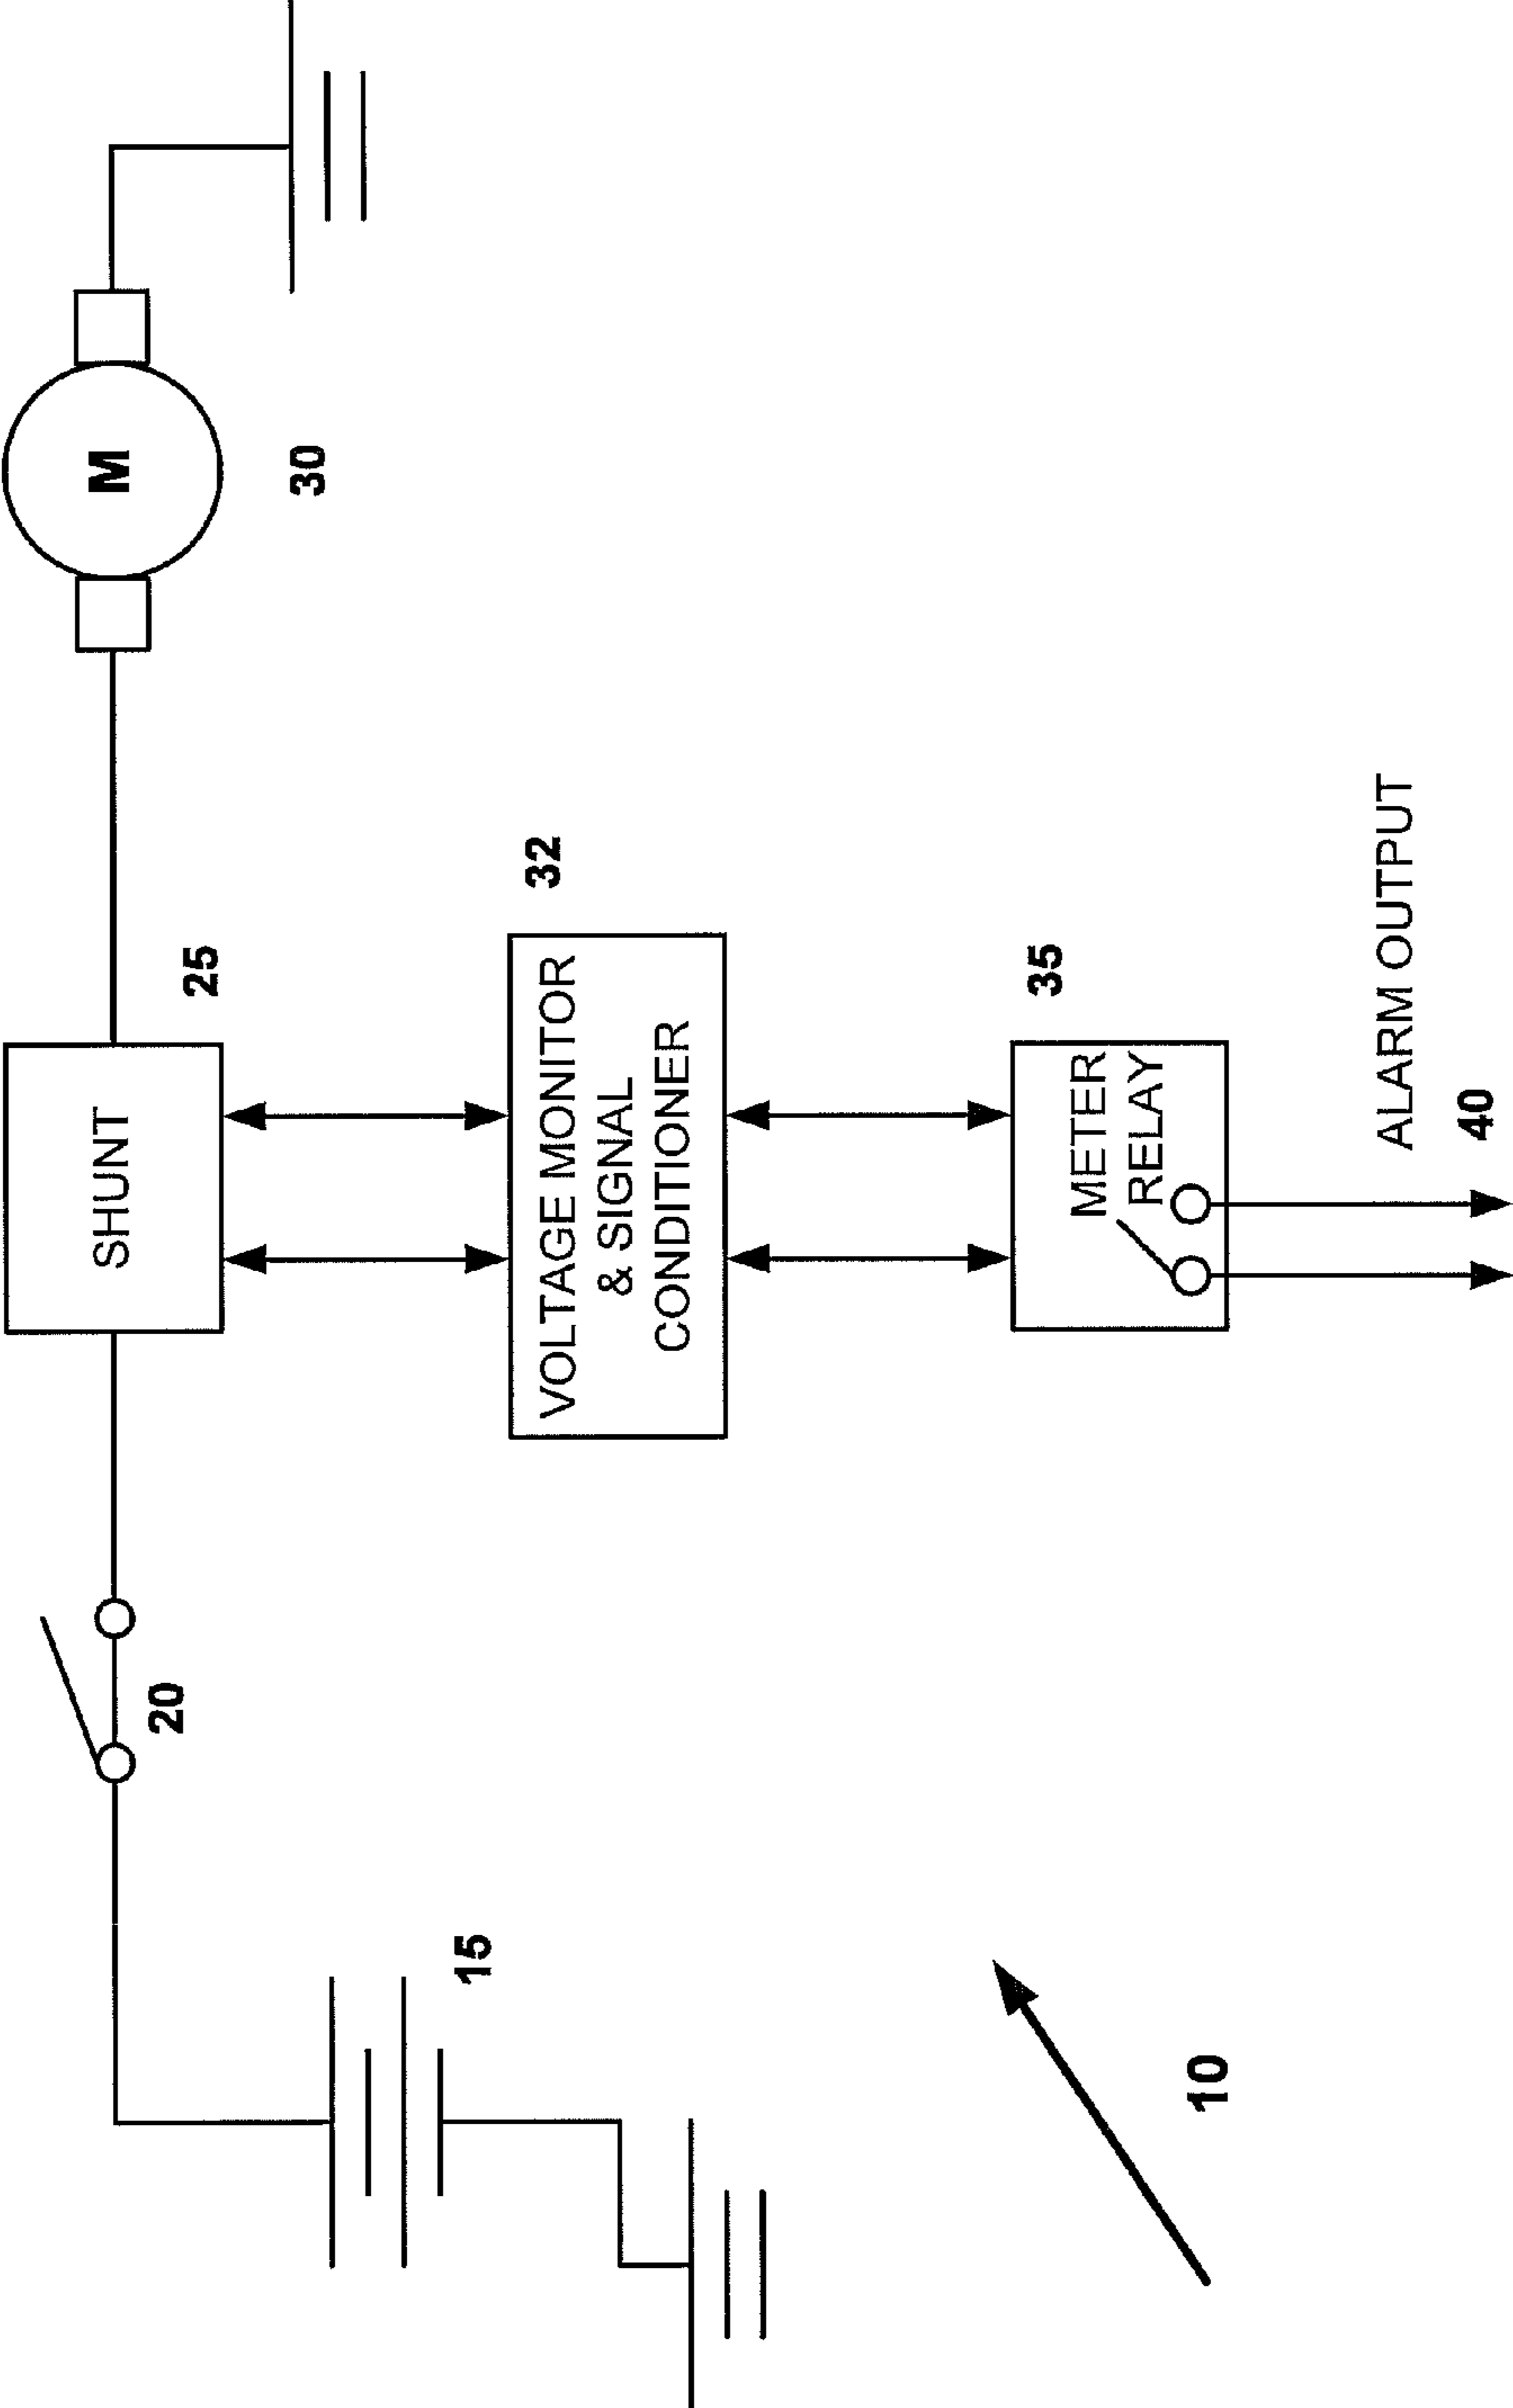 SHUNT
M
20
25
30
15
VOLTAGE MONITOR
& SIGNAL
CONDITIONER
32
METER
RELAY
35
10
ALARM OUTPUT
40